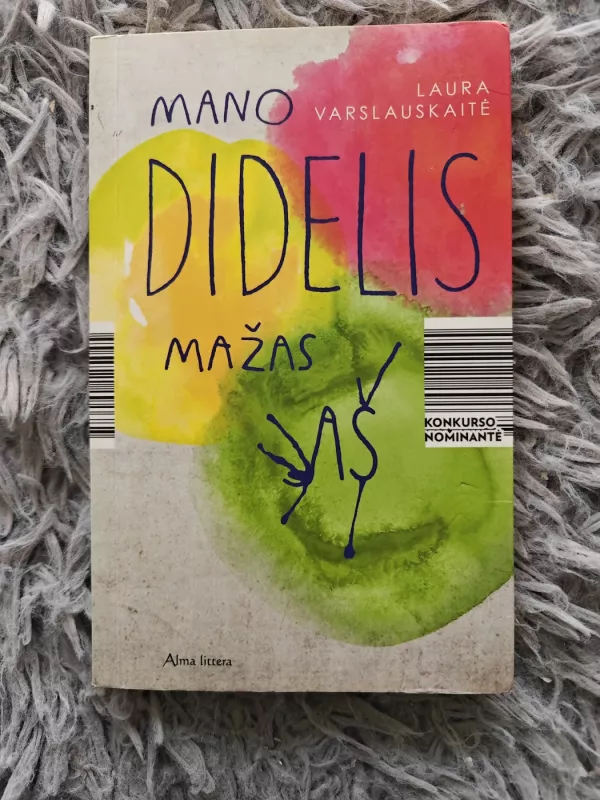 LAURA
VARSLAUSKAITĖ
MANO
DIDELIS
MAŽAS
AŠ
KONKURSO
NOMINANTĖ
Alma littera